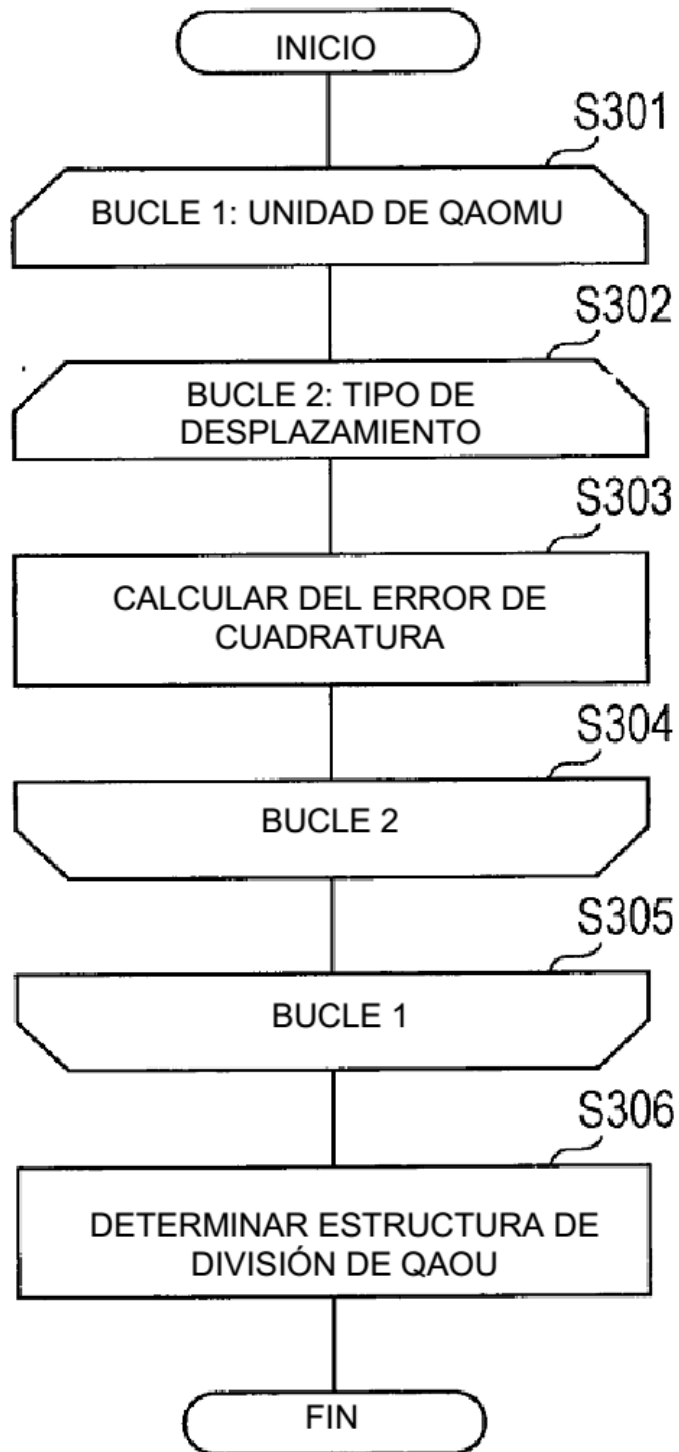 INICIO
S301
BUCLE 1: UNIDAD DE QAOMU
S302
BUCLE 2: TIPO DE
DESPLAZAMIENTO
S303
CALCULAR DEL ERROR DE
CUADRATURA
S304
BUCLE 2
S305
BUCLE 1
S306
DETERMINAR ESTRUCTURA DE
DIVISIÓN DE QAOU
FIN